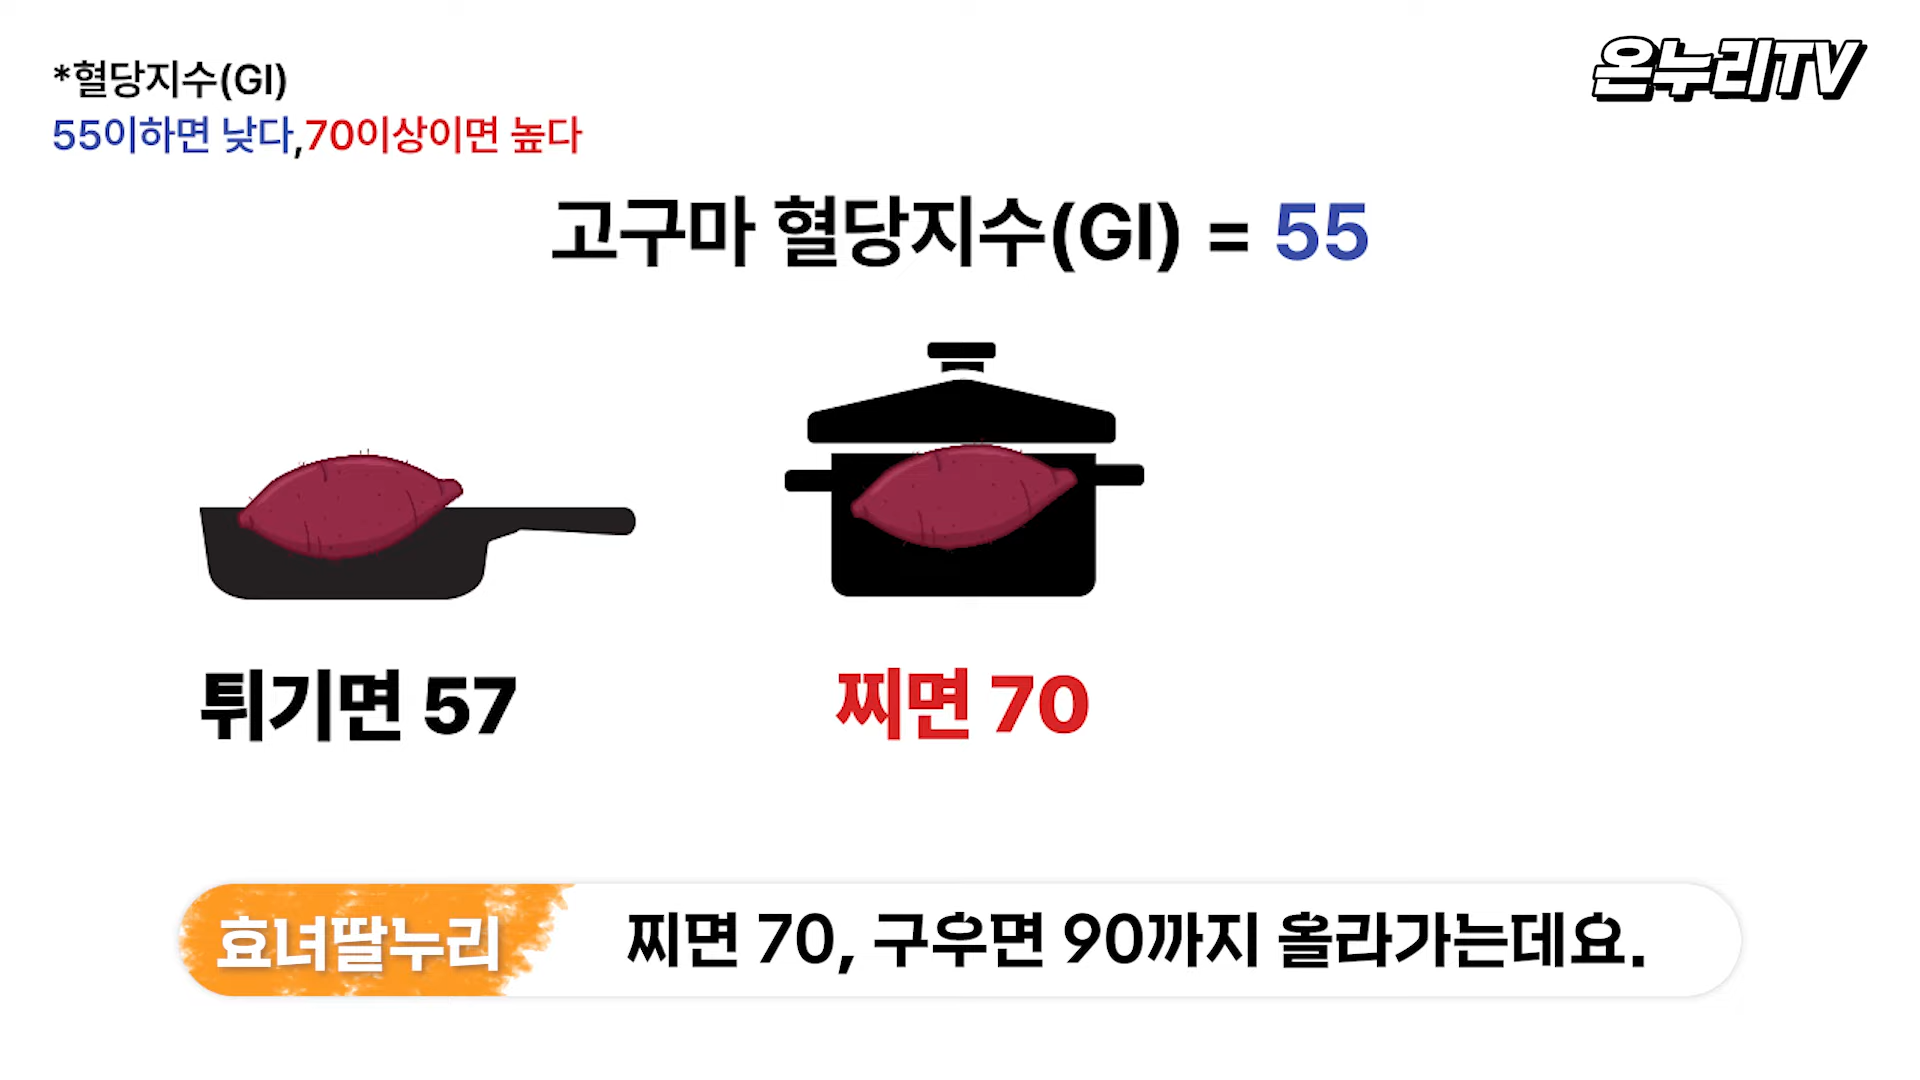 *혈당지수(GI)
온누리TV
55이하면 낮다,70이상이면 높다
고구마 혈당지수(GI) = 55
튀기면 57
찌면 70
효녀딸누리
찌면 70, 구우면 90까지 올라가는데요.